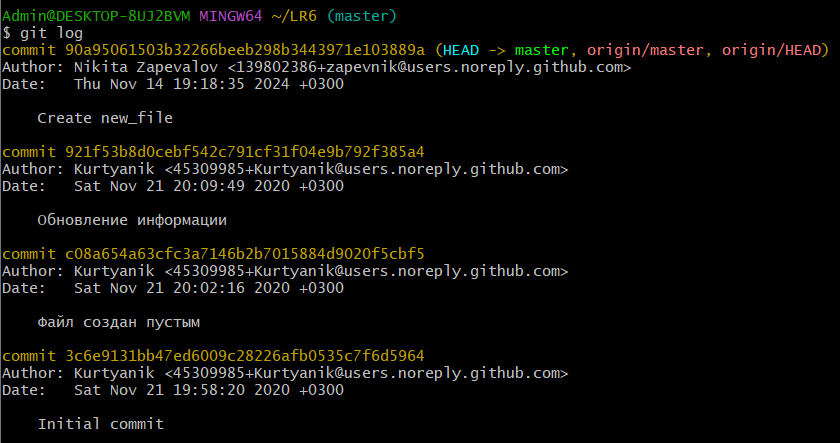 Admin@DESKTOP-8UJ2BVM MINGW64 ~/LR6 (master)
$ git log
commit 90a95061503b32266beeb298b3443971e103889a (HEAD -> master, origin/master, origin/HEAD)
Author: Nikita Zapevalov <139802386+zapevnik@users.noreply.github.com>
Date:   Thu Nov 14 19:18:35 2024 +0300
    Create new_file
commit 921f53b8d0cebf542c791cf31f04e9b792f385a4
Author: Kurtyanik <45309985+Kurtyanik@users.noreply.github.com>
Date:   Sat Nov 21 20:09:49 2020 +0300
    Обновление информации
commit c08a654a63cfc3a7146b2b7015884d9020f5cbf5
Author: Kurtyanik <45309985+Kurtyanik@users.noreply.github.com>
Date:   Sat Nov 21 20:02:16 2020 +0300
    Файл создан пустым
commit 3c6e9131bb47ed6009c28226afb0535c7f6d5964
Author: Kurtyanik <45309985+Kurtyanik@users.noreply.github.com>
Date:   Sat Nov 21 19:58:20 2020 +0300
    Initial commit